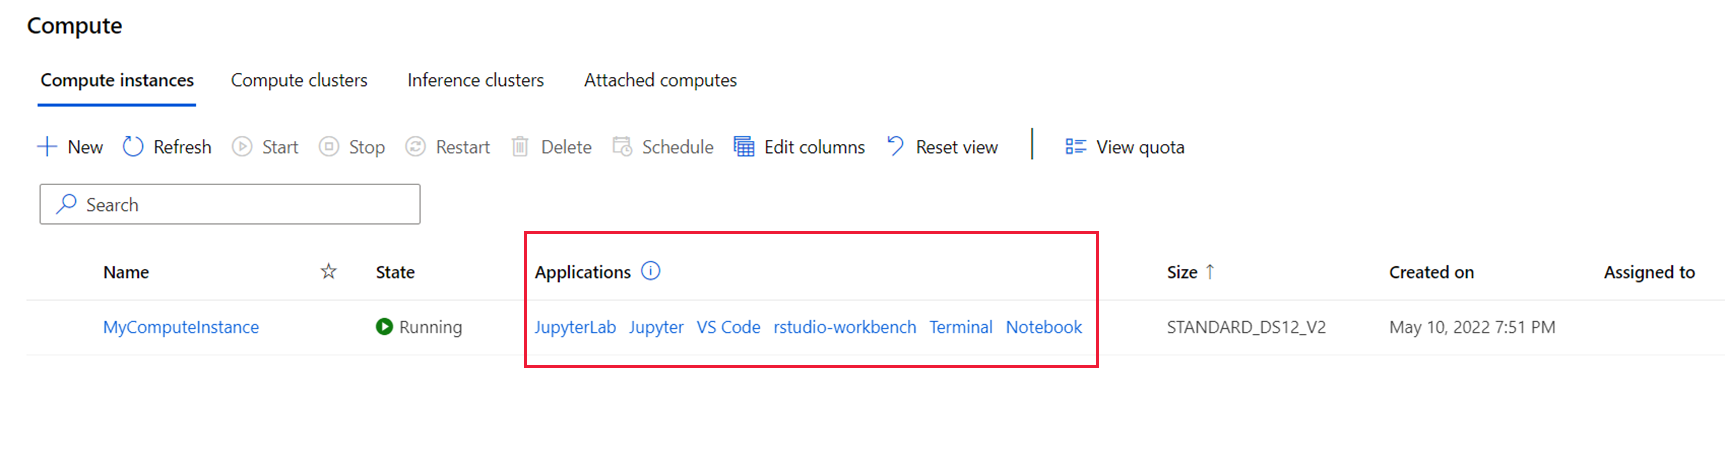 Compute
Compute instances Compute clusters Inference clusters Attached computes
New Refresh Start Stop Restart Delete Schedule Edit columns Reset view View quota
Search
Name State Applications Size ↑ Created on Assigned to
MyComputeInstance Running JupyterLab Jupyter VS Code rstudio-workbench Terminal Notebook STANDARD_DS12_V2 May 10, 2022 7:51 PM